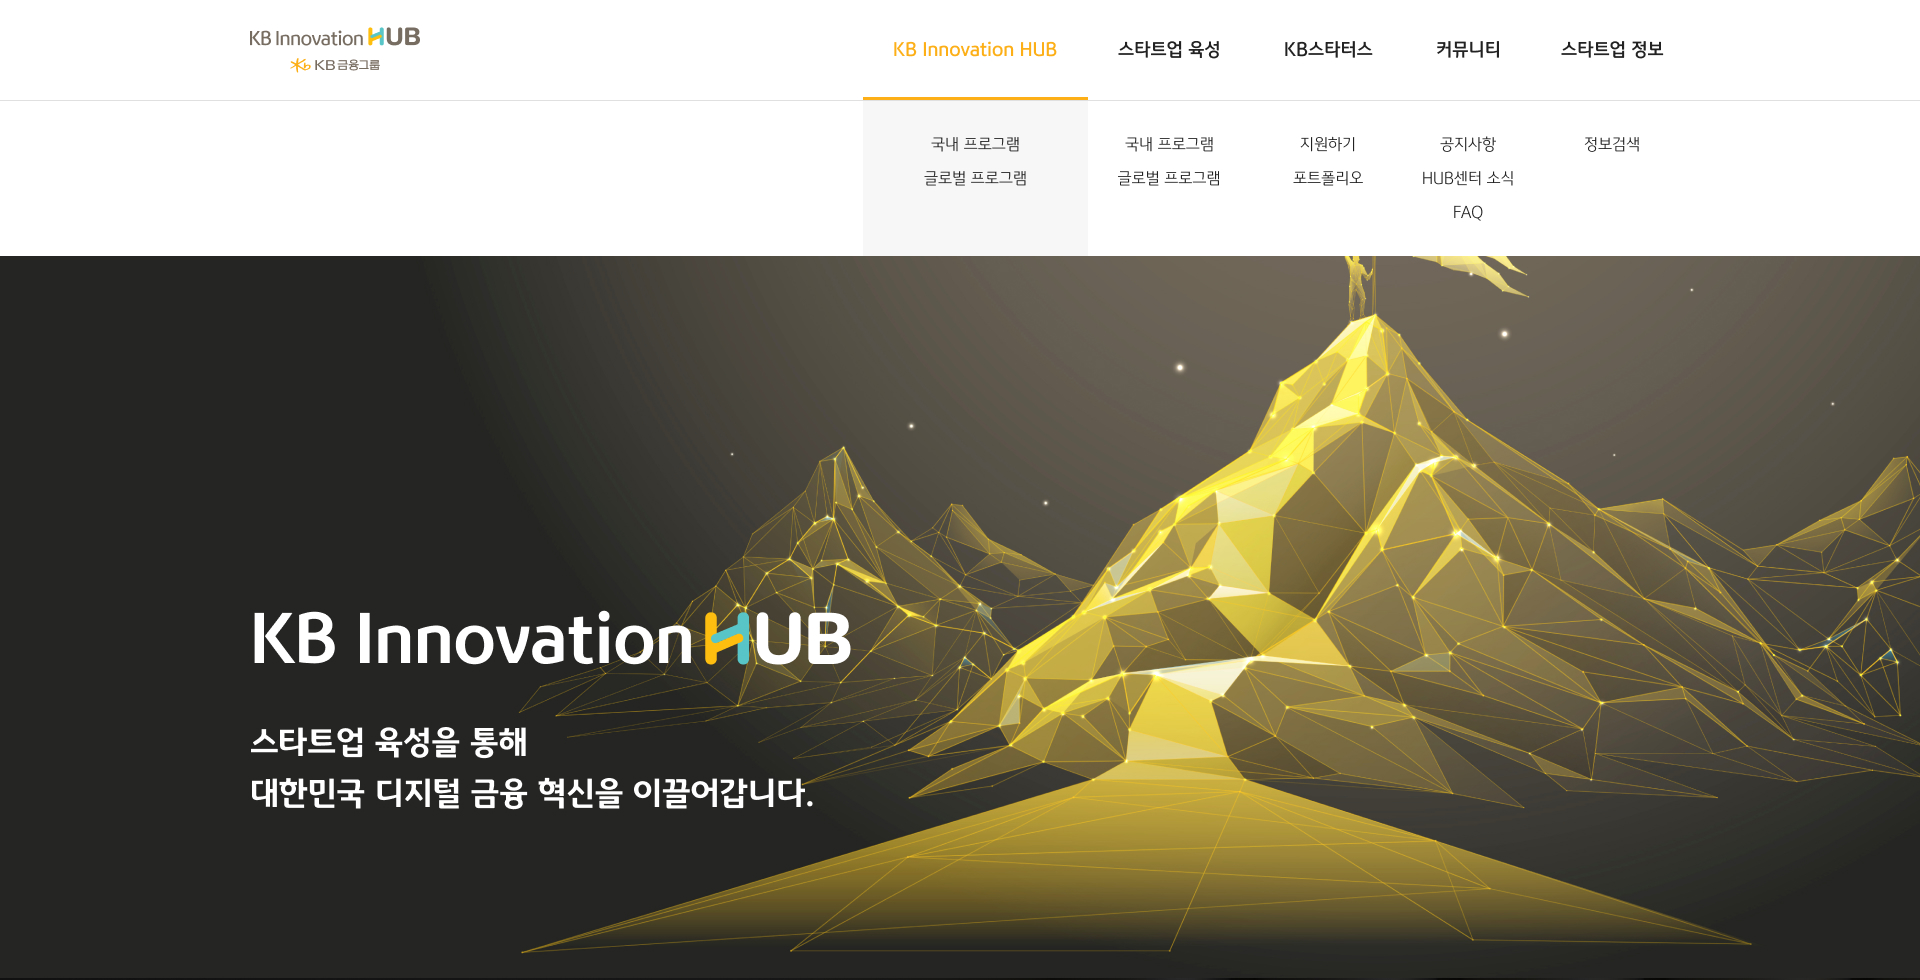 KB Innovation HUB
KB 금융그룹
KB Innovation HUB
스타트업 육성
KB스타터스
커뮤니티
스타트업 정보
국내 프로그램
글로벌 프로그램
국내 프로그램
글로벌 프로그램
지원하기
포트폴리오
공지사항
HUB센터 소식
FAQ
정보검색
KB Innovation HUB
스타트업 육성을 통해
대한민국 디지털 금융 혁신을 이끌어갑니다.